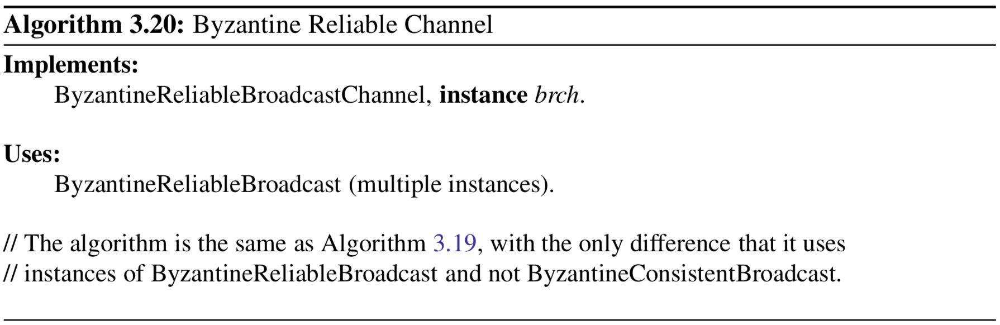 Algorithm 3.20: Byzantine Reliable Channel
Implements:
ByzantineReliableBroadcastChannel, instance brch.
Uses:
ByzantineReliableBroadcast (multiple instances).
// The algorithm is the same as Algorithm 3.19, with the only difference that it uses
// instances of ByzantineReliableBroadcast and not ByzantineConsistentBroadcast.